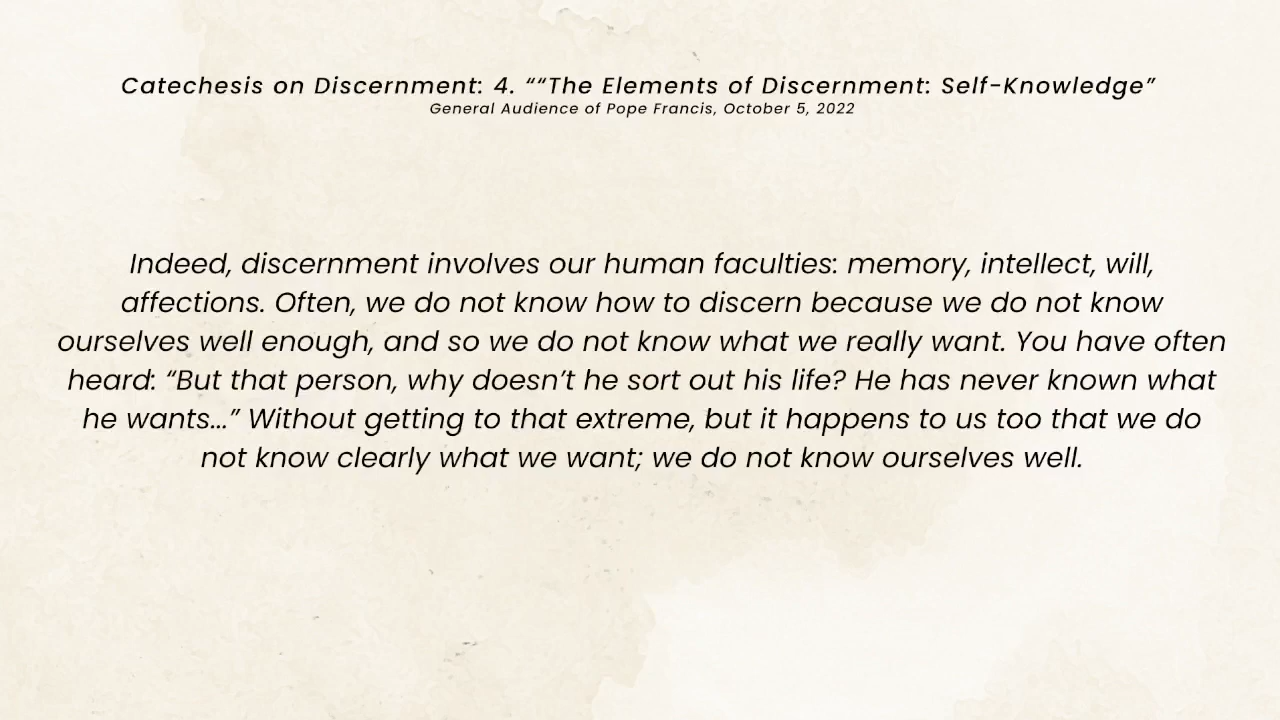 Catechesis on Discernment: 4. ““The Elements of Discernment: Self-Knowledge”
General Audience of Pope Francis, October 5, 2022
Indeed, discernment involves our human faculties: memory, intellect, will,
affections. Often, we do not know how to discern because we do not know
ourselves well enough, and so we do not know what we really want. You have often
heard: “But that person, why doesn’t he sort out his life? He has never known what
he wants...” Without getting to that extreme, but it happens to us too that we do
not know clearly what we want; we do not know ourselves well.